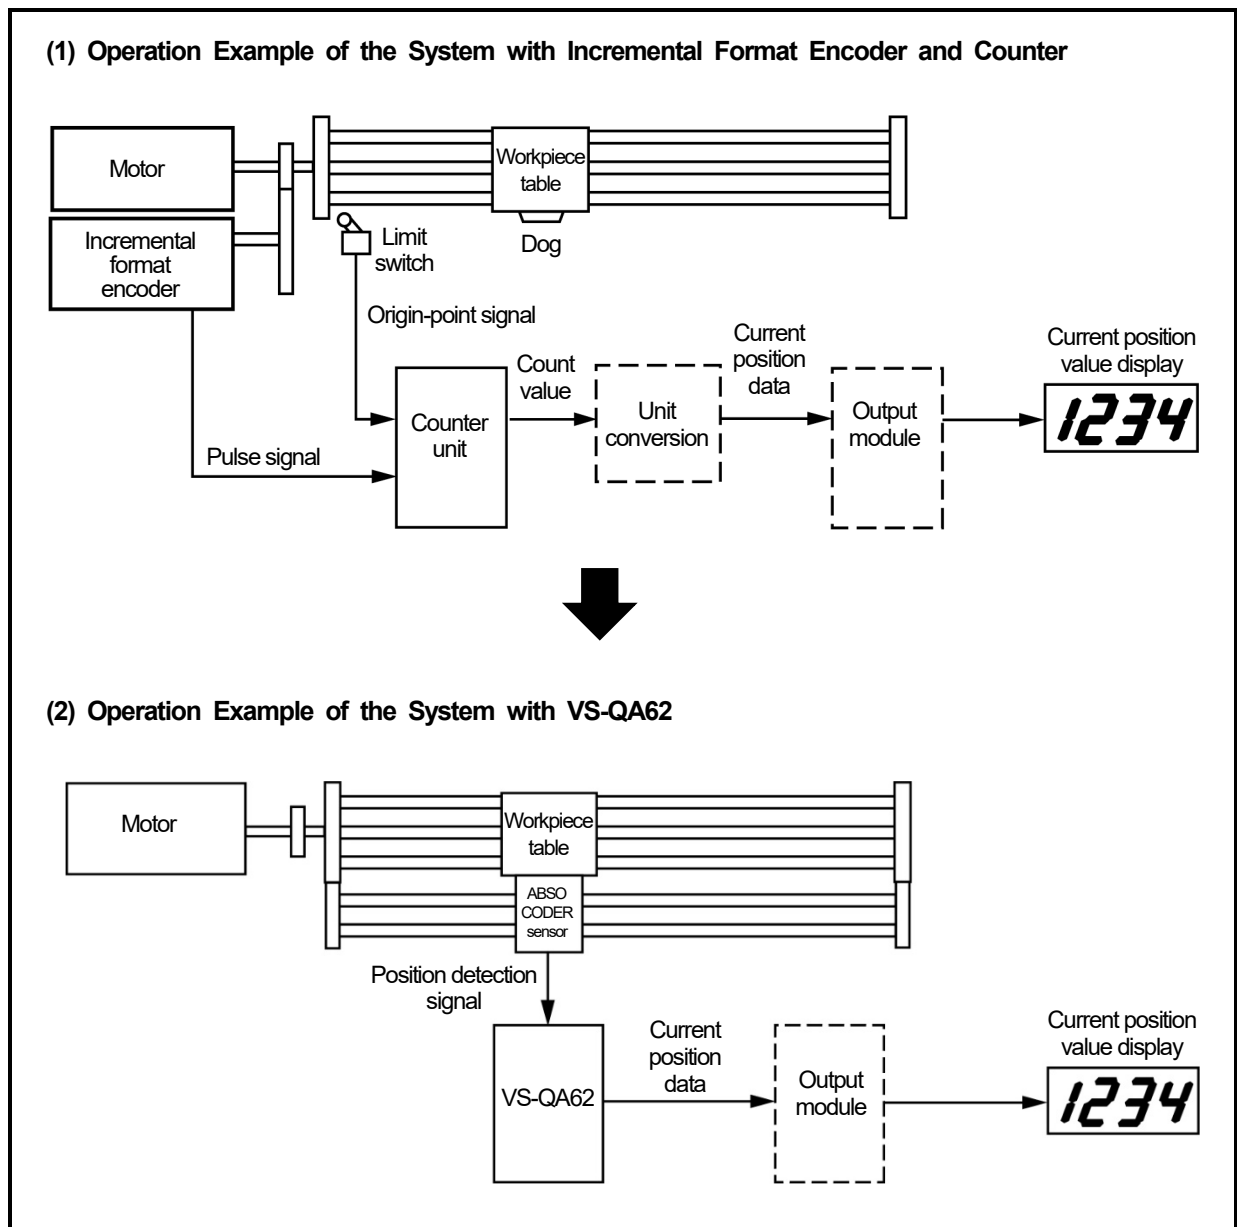 (1) Operation Example of the System with Incremental Format Encoder and Counter
Motor
Workpiece
table
Incremental
format
encoder
Limit
switch
Dog
Origin-point signal
Current
position
data
Current position
value display
Count
value
Counter
unit
Unit
conversion
Output
module
1234
Pulse signal
(2) Operation Example of the System with VS-QA62
Motor
Workpiece
table
ABSO
CODER
sensor
Position detection
signal
VS-QA62
Current
position
data
Output
module
Current position
value display
1234